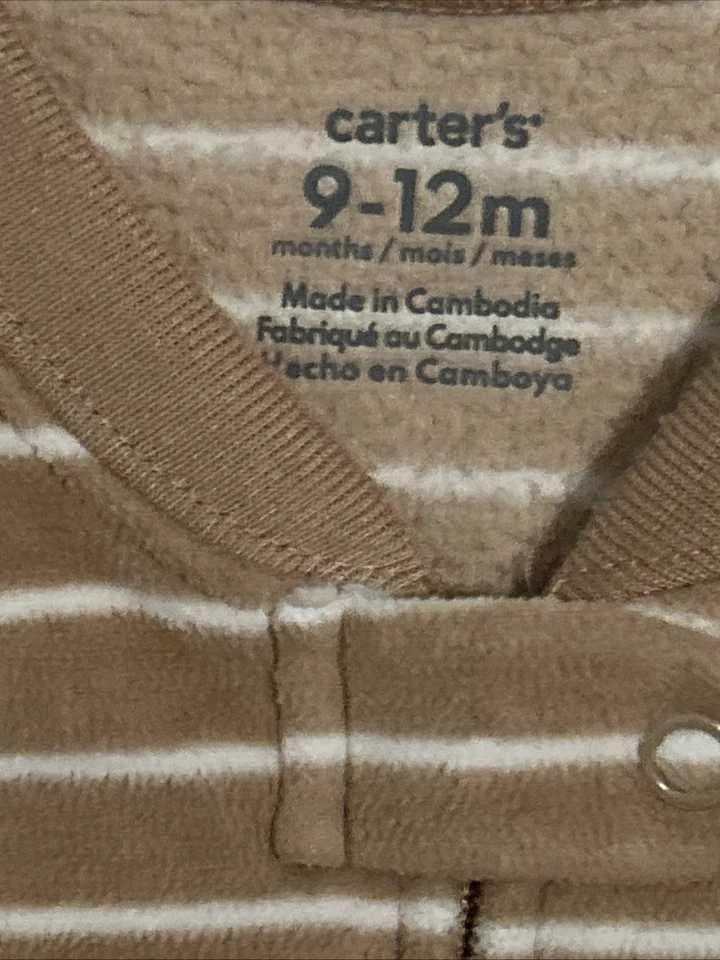 carter's
9-12m
months / mois / meses
Made in Cambodia
Fabriqué au Cambodge
Hecho en Camboya